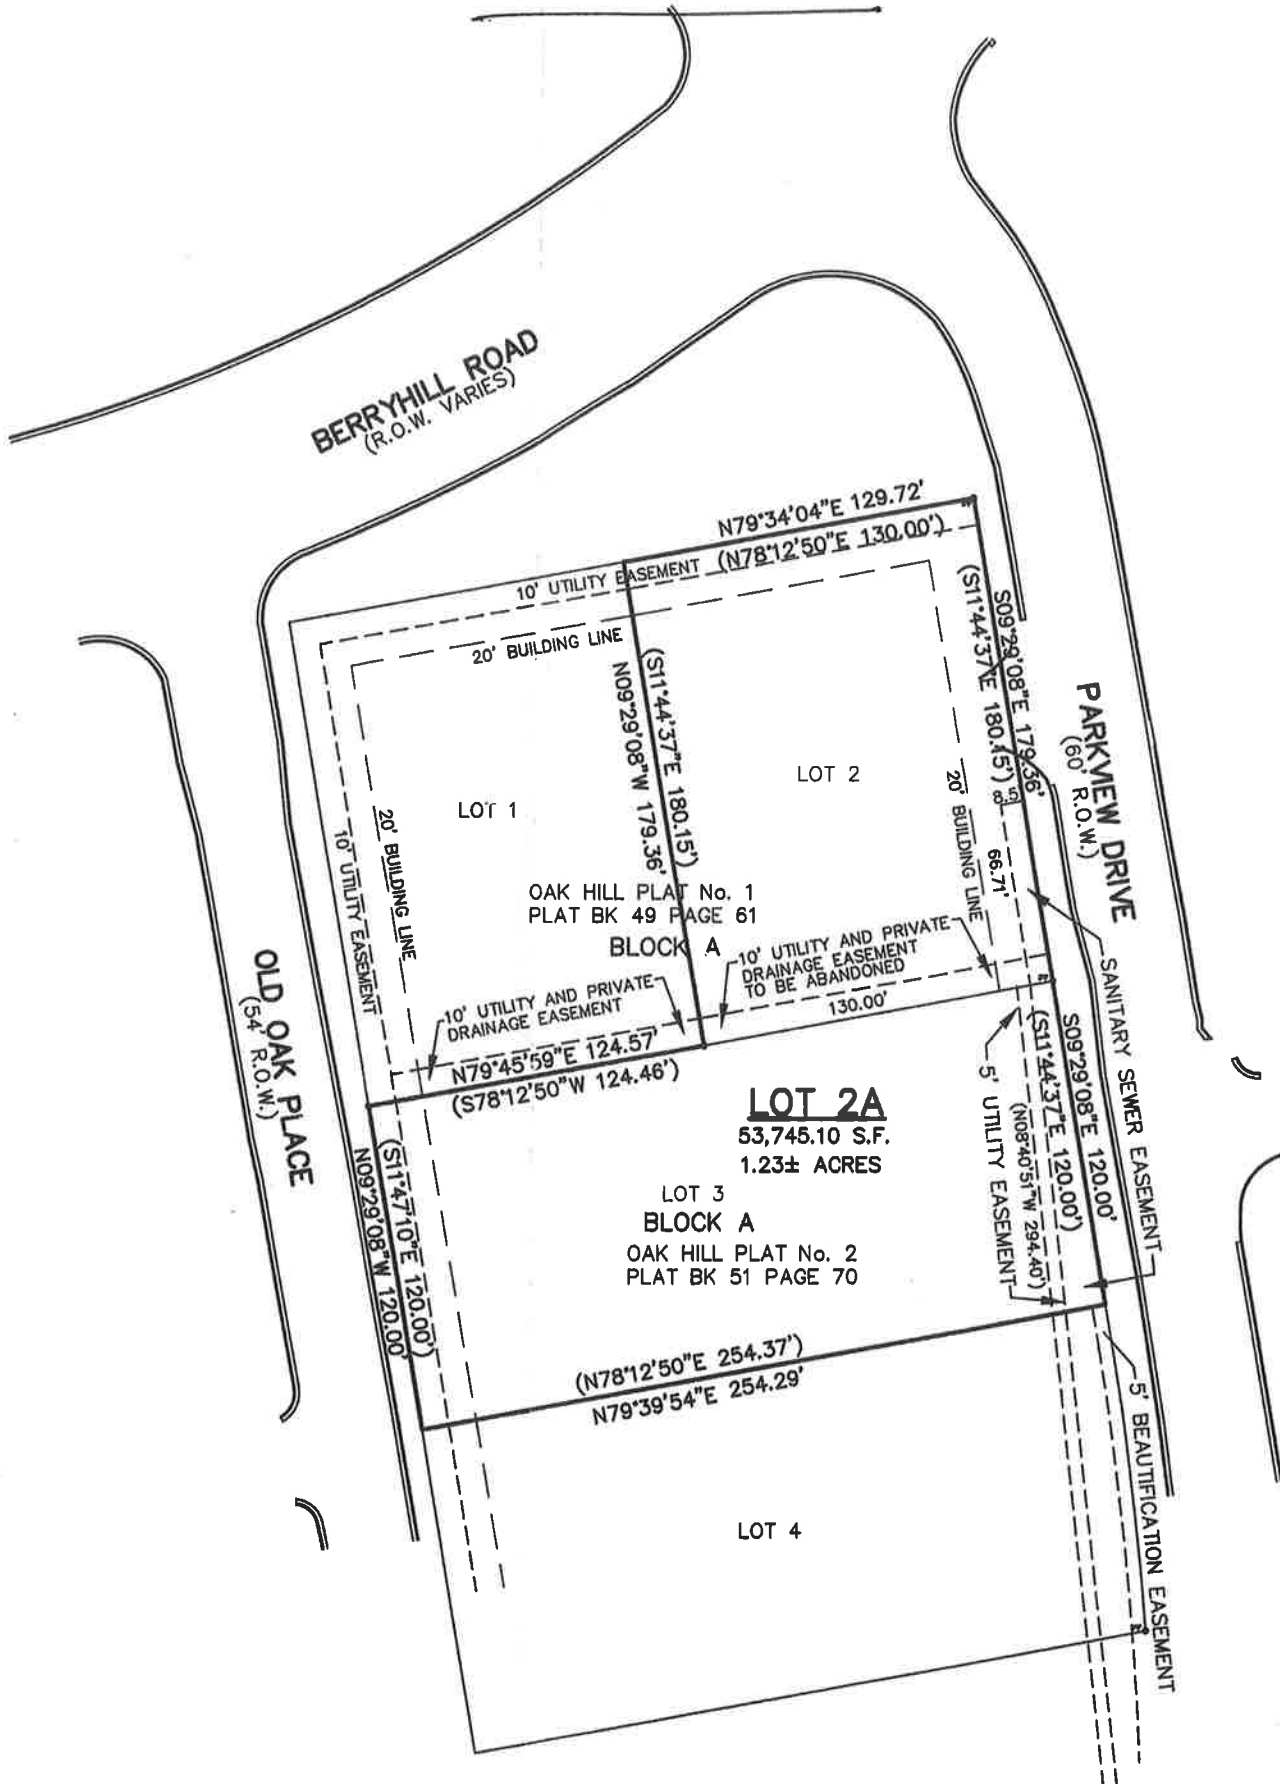 BERRYHILL ROAD
(R.O.W. VARIES)
N79°34'04"E 129.72'
(N78°12'50"E 130.00')
10' UTILITY EASEMENT
20' BUILDING LINE
(S11°44'37"E 180.15')
N09°29'08"W 179.36'
S09°29'08"E 179.36'
(S11°44'37"E 180.15')
PARKVIEW DRIVE
(60' R.O.W.)
LOT 1
LOT 2
8.5
66.71'
20' BUILDING LINE
20' BUILDING LINE
10' UTILITY EASEMENT
OAK HILL PLAT No. 1
PLAT BK 49 PAGE 61
BLOCK A
10' UTILITY AND PRIVATE
DRAINAGE EASEMENT
TO BE ABANDONED
130.00'
10' UTILITY AND PRIVATE
DRAINAGE EASEMENT
N79°45'59"E 124.57'
(S78°12'50"W 124.46')
OLD OAK PLACE
(54' R.O.W.)
SANITARY SEWER EASEMENT
S09°29'08"E 120.00'
(S11°44'37"E 120.00')
(N08°40'51"W 294.40')
5' UTILITY EASEMENT
LOT 2A
53,745.10 S.F.
1.23± ACRES
LOT 3
BLOCK A
OAK HILL PLAT No. 2
PLAT BK 51 PAGE 70
(S11°47'10"E 120.00')
N09°29'08"W 120.00'
(N78°12'50"E 254.37')
N79°39'54"E 254.29'
5' BEAUTIFICATION EASEMENT
LOT 4